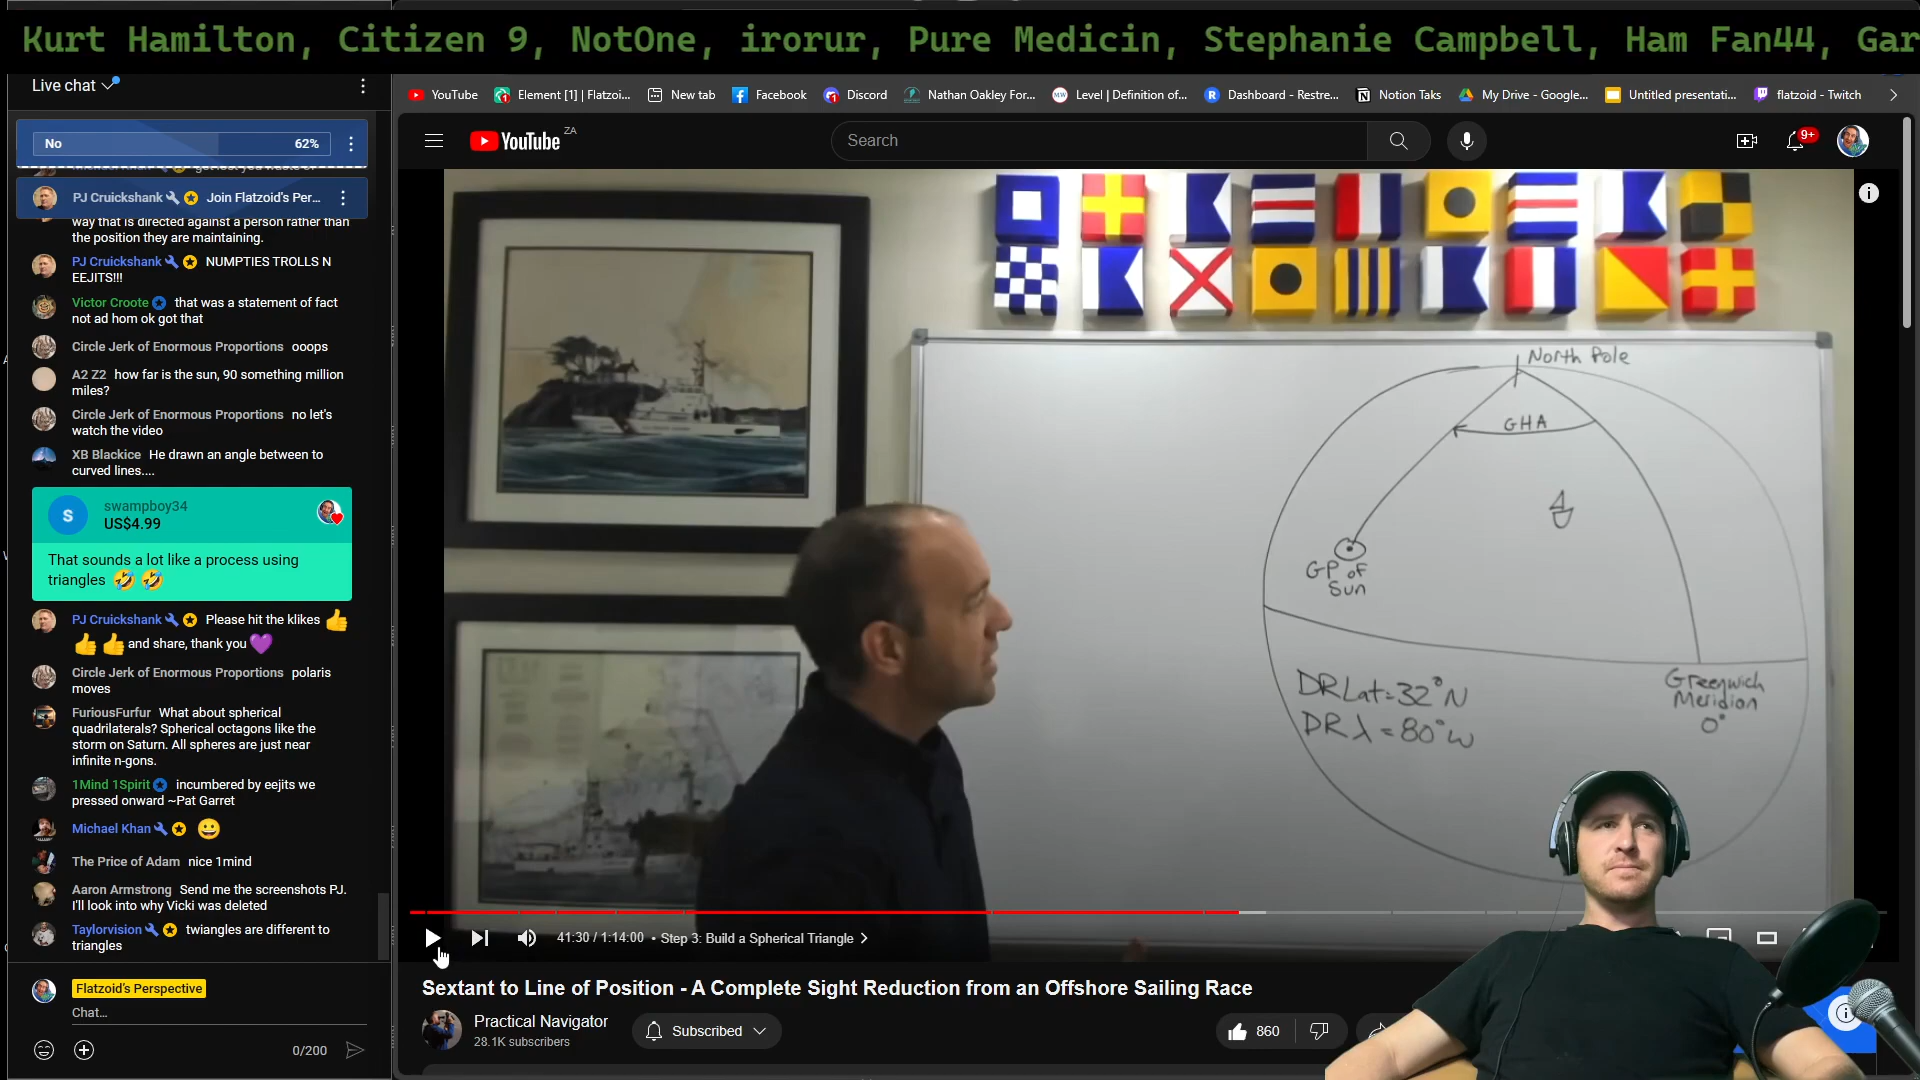 Kurt Hamilton, Citizen 9, NotOne, irorur, Pure Medicin, Stephanie Campbell, Ham Fan44, Gar
Live chat
No 62%
PJ Cruickshank Join Flatzoid's Per...
way that is directed against a person rather than
the position they are maintaining.
PJ Cruickshank NUMPTIES TROLLS N
EEJITS!!!
Victor Croote that was a statement of fact
not ad hom ok got that
Circle Jerk of Enormous Proportions ooops
A2 Z2 how far is the sun, 90 something million
miles?
Circle Jerk of Enormous Proportions no let's
watch the video
XB Blackice He drawn an angle between to
curved lines....
S
swampboy34
US$4.99
That sounds a lot like a process using
triangles 🤣 🤣
PJ Cruickshank Please hit the klikes 👍
👍 👍 and share, thank you 💜
Circle Jerk of Enormous Proportions polaris
moves
FuriousFurfur What about spherical
quadrilaterals? Spherical octagons like the
storm on Saturn. All spheres are just near
infinite n-gons.
1Mind 1Spirit incumbered by eejits we
pressed onward ~Pat Garret
Michael Khan 😀
The Price of Adam nice 1mind
Aaron Armstrong Send me the screenshots PJ.
I'll look into why Vicki was deleted
Taylorvision twiangles are different to
triangles
Flatzoid's Perspective
Chat...
0/200
YouTube Element [1] | Flatzoi... New tab Facebook Discord Nathan Oakley For... Level | Definition of... Dashboard - Restre... Notion Taks My Drive - Google... Untitled presentati... flatzoid - Twitch
YouTube ZA
Search
9+
North Pole
GHA
GP of
Sun
DR Lat = 32° N
DR λ = 80° W
Greenwich
Meridian
0°
41:30 / 1:14:00 • Step 3: Build a Spherical Triangle
Sextant to Line of Position - A Complete Sight Reduction from an Offshore Sailing Race
Practical Navigator
28.1K subscribers
Subscribed
860